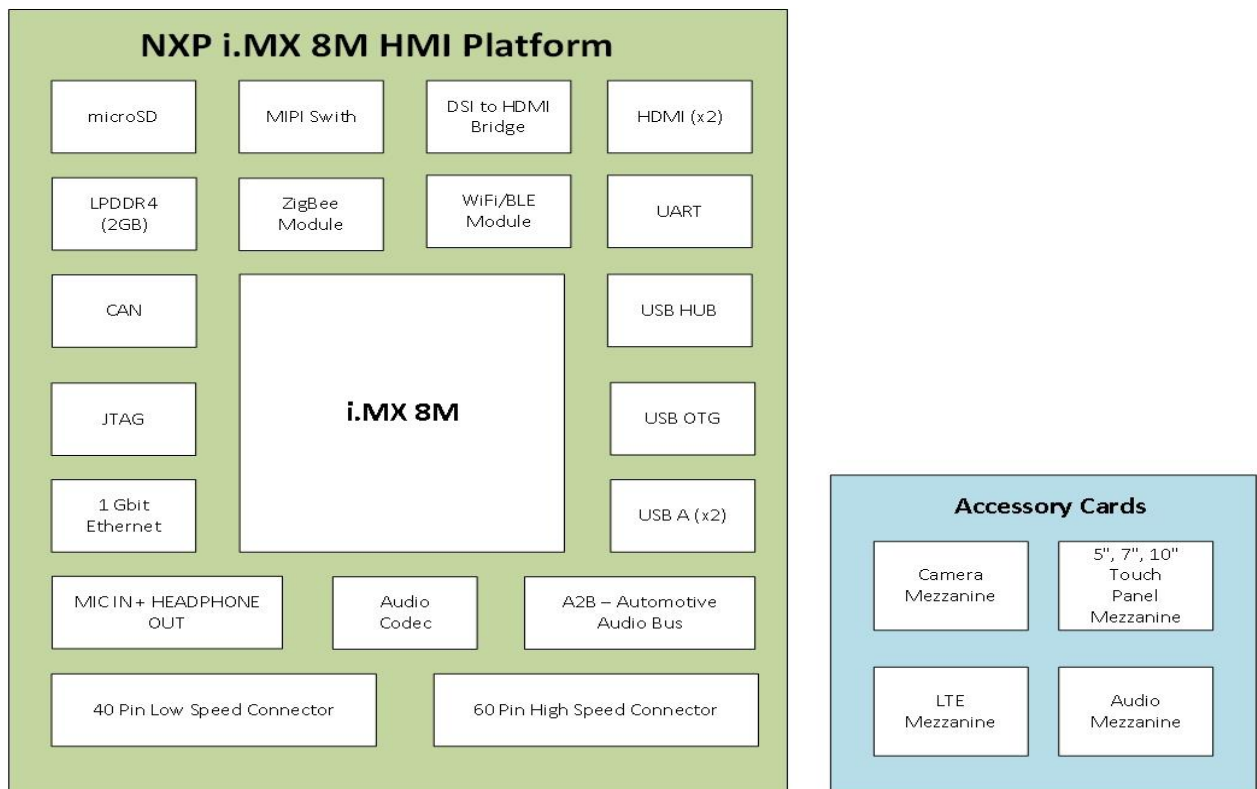 NXP i.MX 8M HMI Platform
microSD
MIPI Swith
DSI to HDMI
Bridge
HDMI (x2)
LPDDR4
(2GB)
ZigBee
Module
WiFi/BLE
Module
UART
CAN
i.MX 8M
USB HUB
JTAG
USB OTG
1 Gbit
Ethernet
USB A (x2)
MIC IN + HEADPHONE
OUT
Audio
Codec
A2B – Automotive
Audio Bus
40 Pin Low Speed Connector
60 Pin High Speed Connector
Accessory Cards
Camera
Mezzanine
5", 7", 10"
Touch
Panel
Mezzanine
LTE
Mezzanine
Audio
Mezzanine